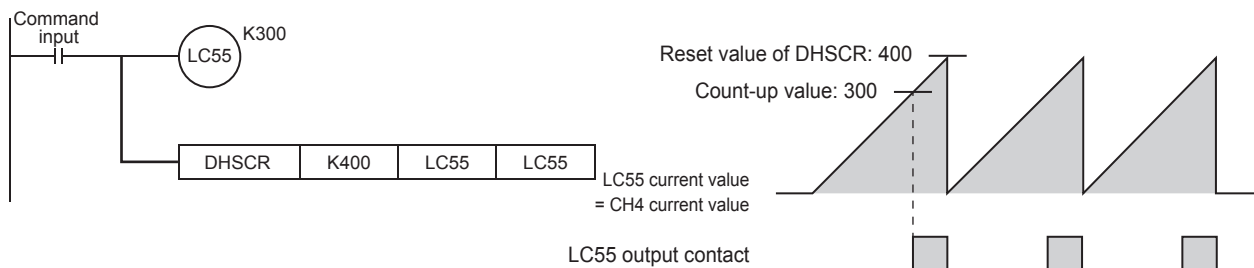 Command
input
K300
LC55
DHSCR K400 LC55 LC55
Reset value of DHSCR: 400
Count-up value: 300
LC55 current value
= CH4 current value
LC55 output contact